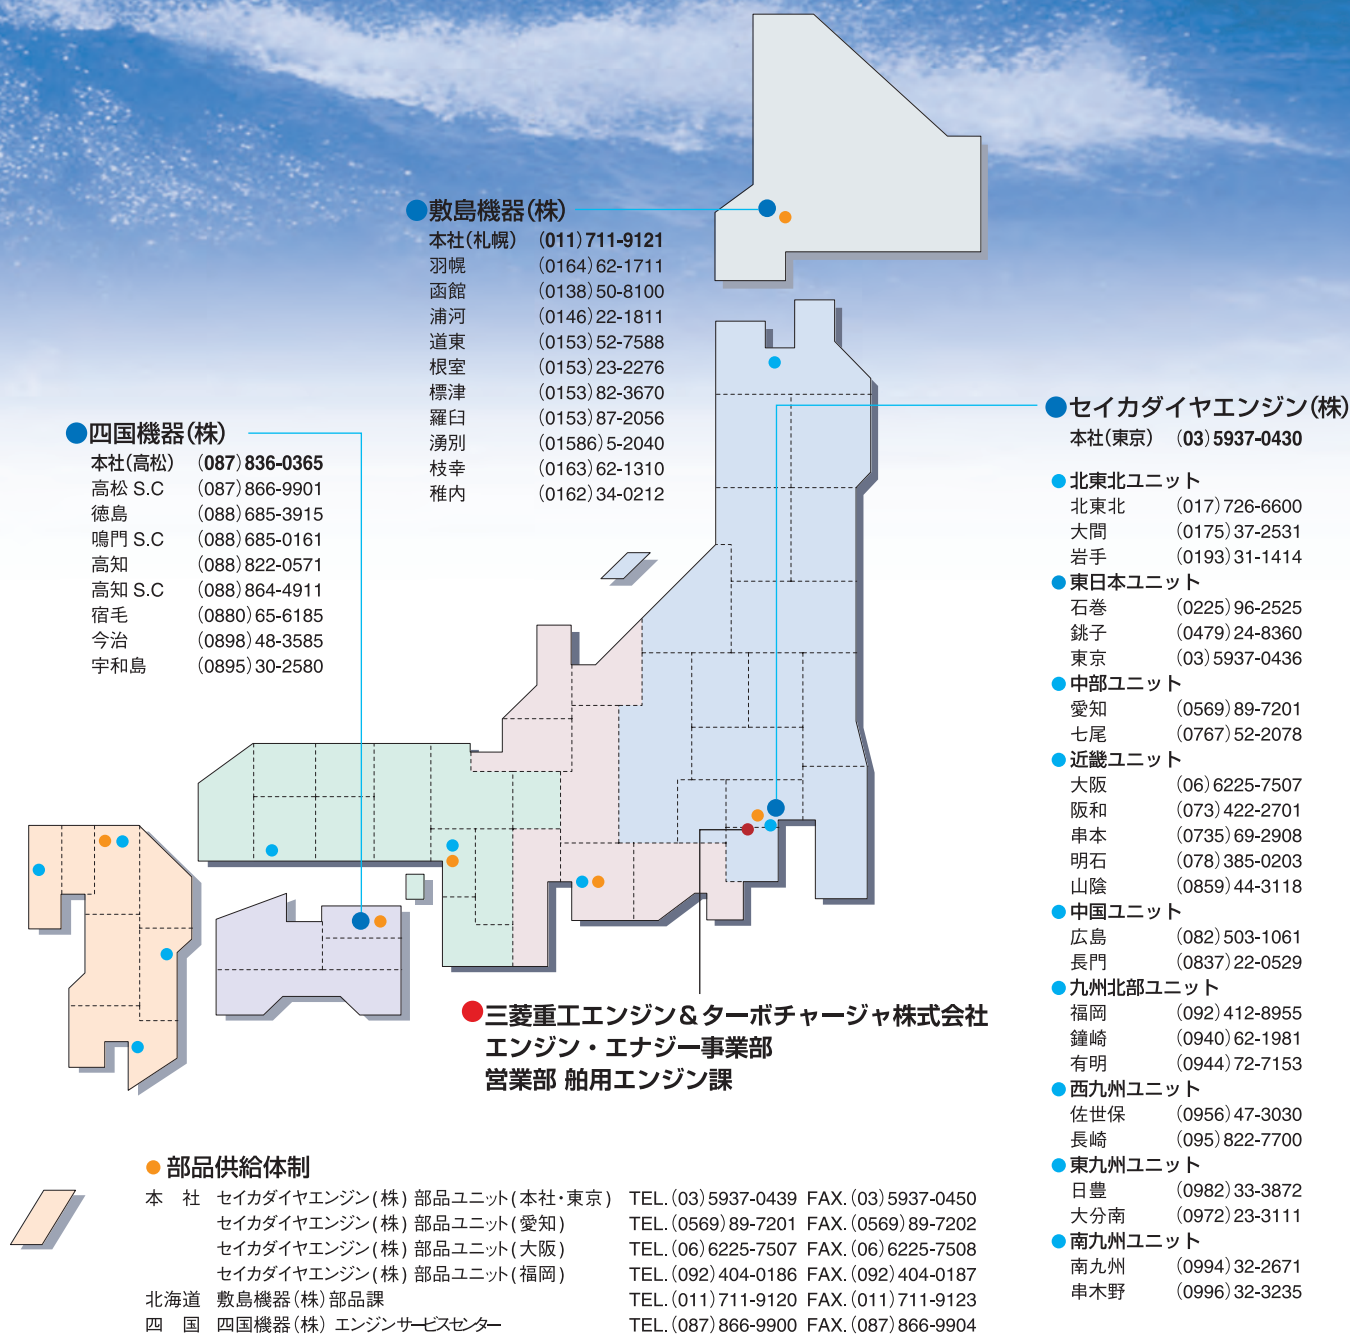 ●敷島機器(株)
本社(札幌) (011)711-9121
羽幌 (0164)62-1711
函館 (0138)50-8100
浦河 (0146)22-1811
道東 (0153)52-7588
根室 (0153)23-2276
標津 (0153)82-3670
羅臼 (0153)87-2056
湧別 (01586)5-2040
枝幸 (0163)62-1310
稚内 (0162)34-0212
●四国機器(株)
本社(高松) (087)836-0365
高松 S.C (087)866-9901
徳島 (088)685-3915
鳴門 S.C (088)685-0161
高知 (088)822-0571
高知 S.C (088)864-4911
宿毛 (0880)65-6185
今治 (0898)48-3585
宇和島 (0895)30-2580
●セイカダイヤエンジン(株)
本社(東京) (03)5937-0430
●北東北ユニット
北東北 (017)726-6600
大間 (0175)37-2531
岩手 (0193)31-1414
●東日本ユニット
石巻 (0225)96-2525
銚子 (0479)24-8360
東京 (03)5937-0436
●中部ユニット
愛知 (0569)89-7201
七尾 (0767)52-2078
●近畿ユニット
大阪 (06)6225-7507
阪和 (073)422-2701
串本 (0735)69-2908
明石 (078)385-0203
山陰 (0859)44-3118
●中国ユニット
広島 (082)503-1061
長門 (0837)22-0529
●九州北部ユニット
福岡 (092)412-8955
鐘崎 (0940)62-1981
有明 (0944)72-7153
●西九州ユニット
佐世保 (0956)47-3030
長崎 (095)822-7700
●東九州ユニット
日豊 (0982)33-3872
大分南 (0972)23-3111
●南九州ユニット
南九州 (0994)32-2671
串木野 (0996)32-3235
●三菱重工エンジン&ターボチャージャ株式会社
エンジン・エナジー事業部
営業部 舶用エンジン課
●部品供給体制
本 社 セイカダイヤエンジン(株) 部品ユニット(本社・東京) TEL.(03)5937-0439 FAX.(03)5937-0450
セイカダイヤエンジン(株) 部品ユニット(愛知) TEL.(0569)89-7201 FAX.(0569)89-7202
セイカダイヤエンジン(株) 部品ユニット(大阪) TEL.(06)6225-7507 FAX.(06)6225-7508
セイカダイヤエンジン(株) 部品ユニット(福岡) TEL.(092)404-0186 FAX.(092)404-0187
北海道 敷島機器(株)部品課 TEL.(011)711-9120 FAX.(011)711-9123
四 国 四国機器(株) エンジンサービスセンター TEL.(087)866-9900 FAX.(087)866-9904